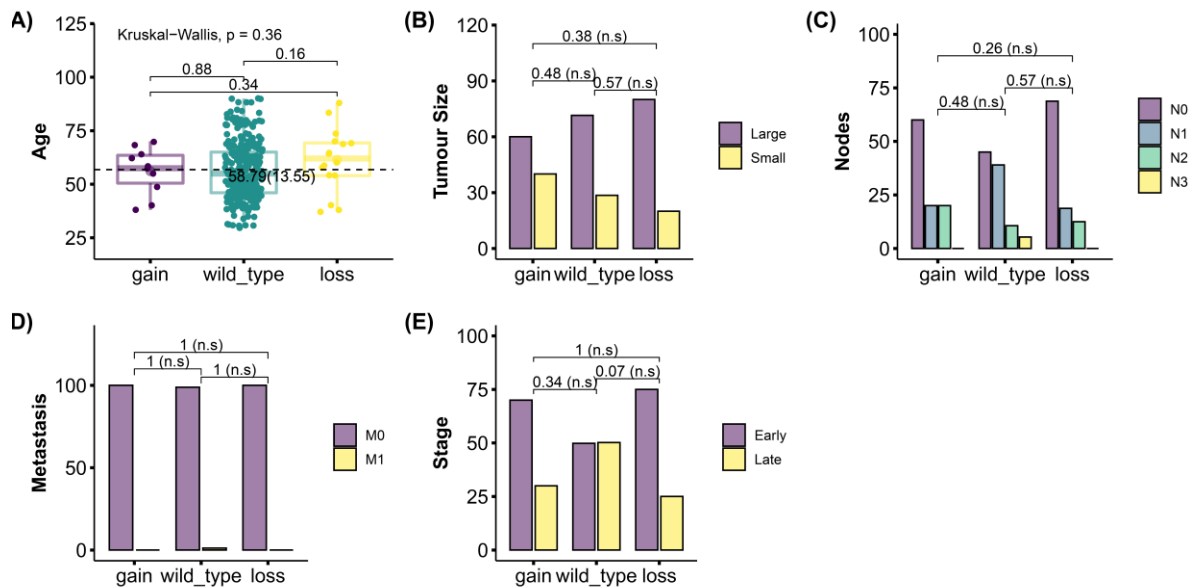 A)
Age
125
100
75
50
25
Kruskal−Wallis, p = 0.36
0.16
0.88
0.34
58.79(13.55)
gain wild_type loss
B)
Tumour Size
120
90
60
30
0
0.38 (n.s)
0.48 (n.s)
0.57 (n.s)
gain wild_type loss
Large
Small
C)
Nodes
100
75
50
25
0
0.26 (n.s)
0.57 (n.s)
0.48 (n.s)
gain wild_type loss
N0
N1
N2
N3
D)
Metastasis
100
50
0
1 (n.s)
1 (n.s)
1 (n.s)
gain wild_type loss
M0
M1
E)
Stage
100
75
50
25
0
1 (n.s)
0.07 (n.s)
0.34 (n.s)
gain wild_type loss
Early
Late